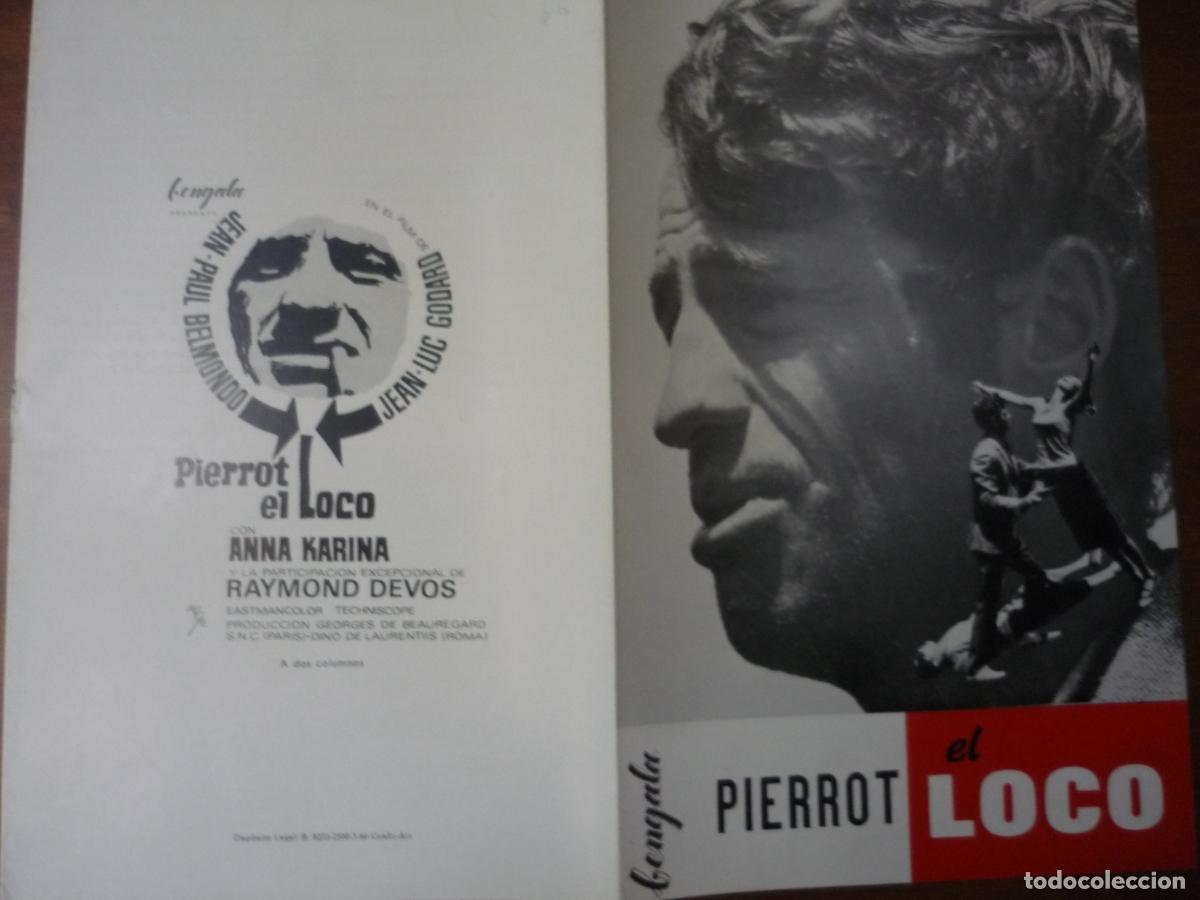 Bengala
PRESENTA
JEAN-PAUL BELMONDO
EN EL FILM DE
JEAN-LUC GODARD
Pierrot
el Loco
CON
ANNA KARINA
Y LA PARTICIPACION EXCEPCIONAL DE
RAYMOND DEVOS
EASTMANCOLOR TECHNISCOPE
PRODUCCION GEORGES DE BEAUREGARD
S.N.C. (PARIS)-DINO DE LAURENTIIS (ROMA)
A dos columnas
Depósito Legal: B.
Bengala
PIERROT
el
LOCO
todocoleccion